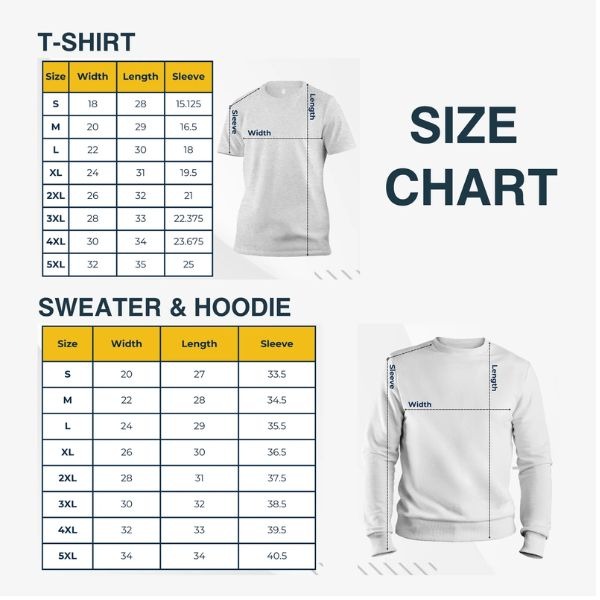 T-SHIRT
Size Width Length Sleeve
S 18 28 15.125
M 20 29 16.5
L 22 30 18
XL 24 31 19.5
2XL 26 32 21
3XL 28 33 22.375
4XL 30 34 23.675
5XL 32 35 25
Sleeve
Width
Length
SIZE
CHART
SWEATER & HOODIE
Size Width Length Sleeve
S 20 27 33.5
M 22 28 34.5
L 24 29 35.5
XL 26 30 36.5
2XL 28 31 37.5
3XL 30 32 38.5
4XL 32 33 39.5
5XL 34 34 40.5
Sleeve
Width
Length